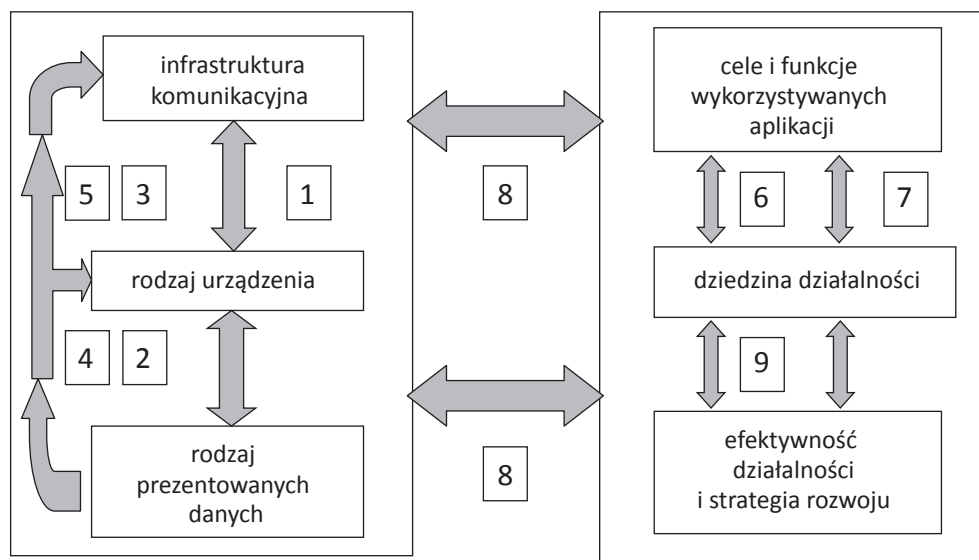 infrastruktura
komunikacyjna
5 3 1
rodzaj urządzenia
4 2
rodzaj
prezentowanych
danych
8
8
cele i funkcje
wykorzystywanych
aplikacji
6 7
dziedzina działalności
9
efektywność
działalności
i strategia rozwoju